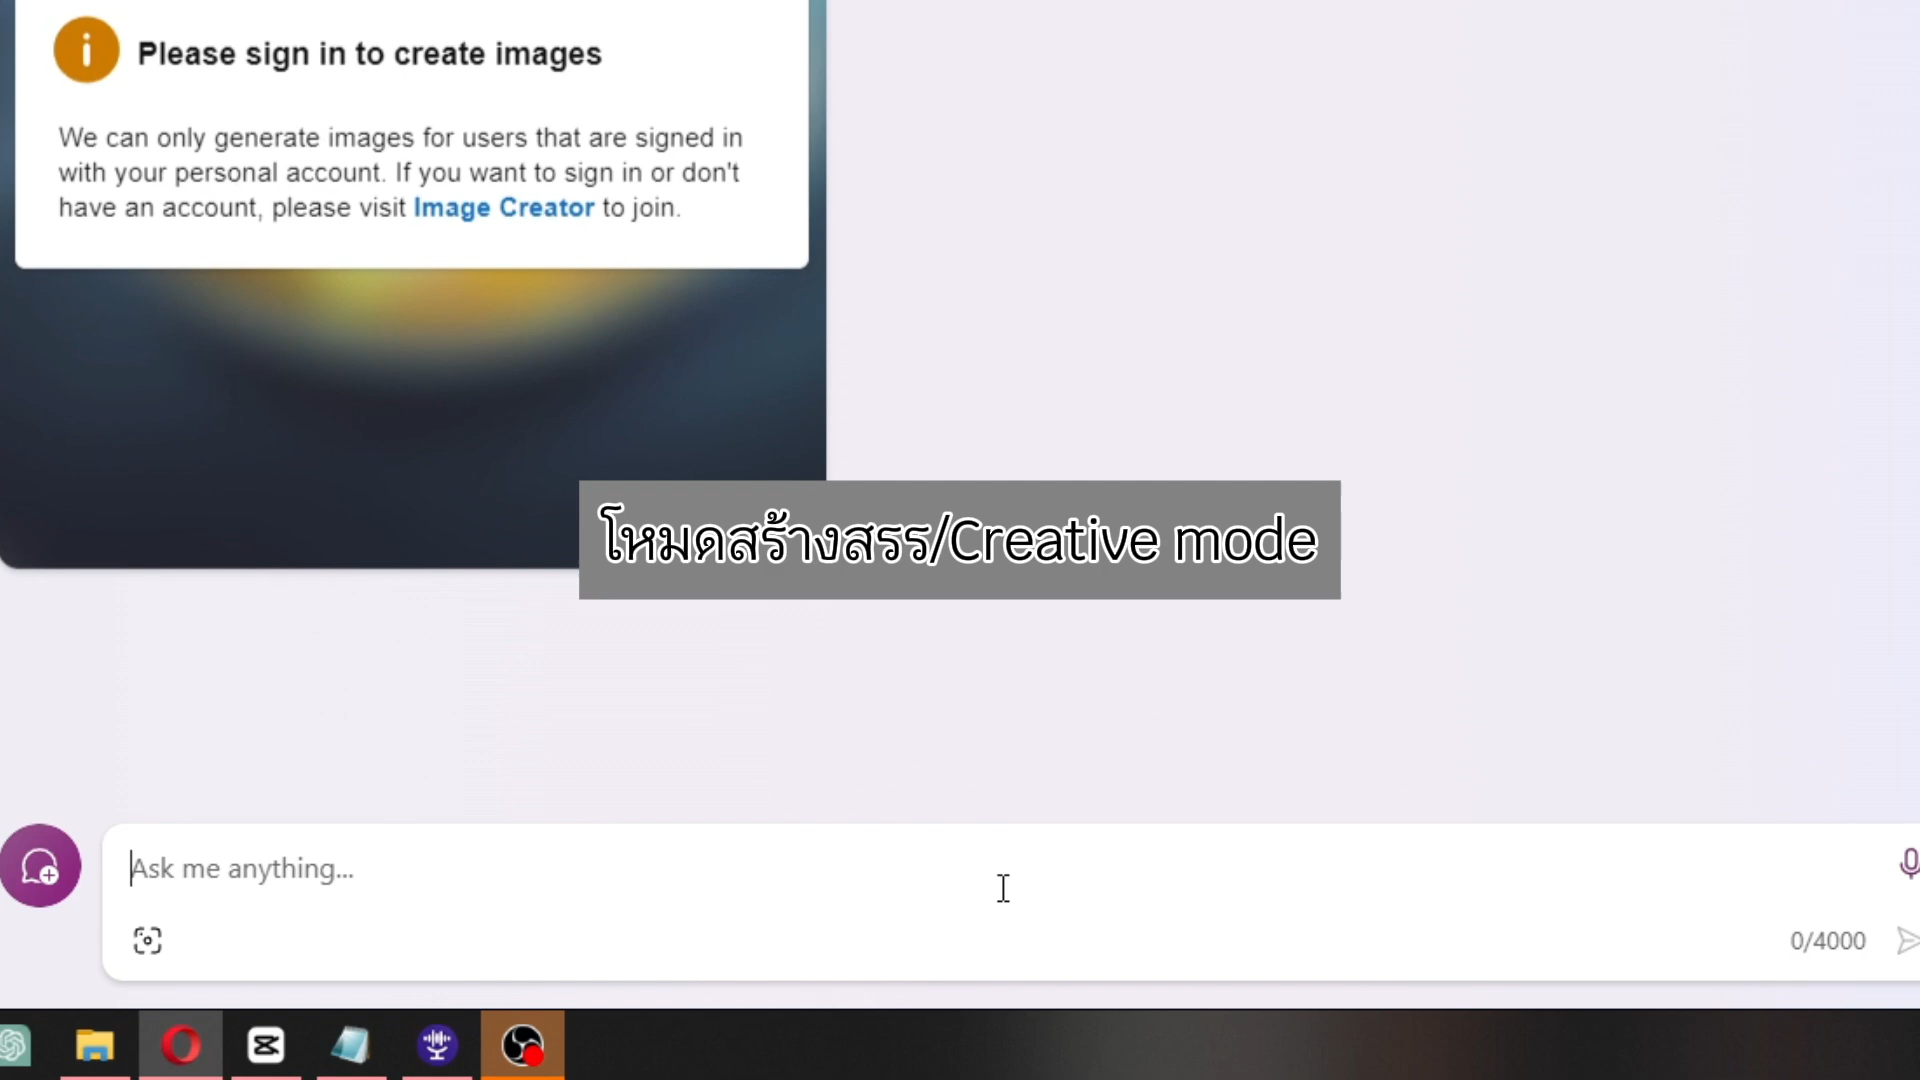 Please sign in to create images
We can only generate images for users that are signed in
with your personal account. If you want to sign in or don't
have an account, please visit Image Creator to join.
โหมดสร้างสรร/Creative mode
Ask me anything...
0/4000